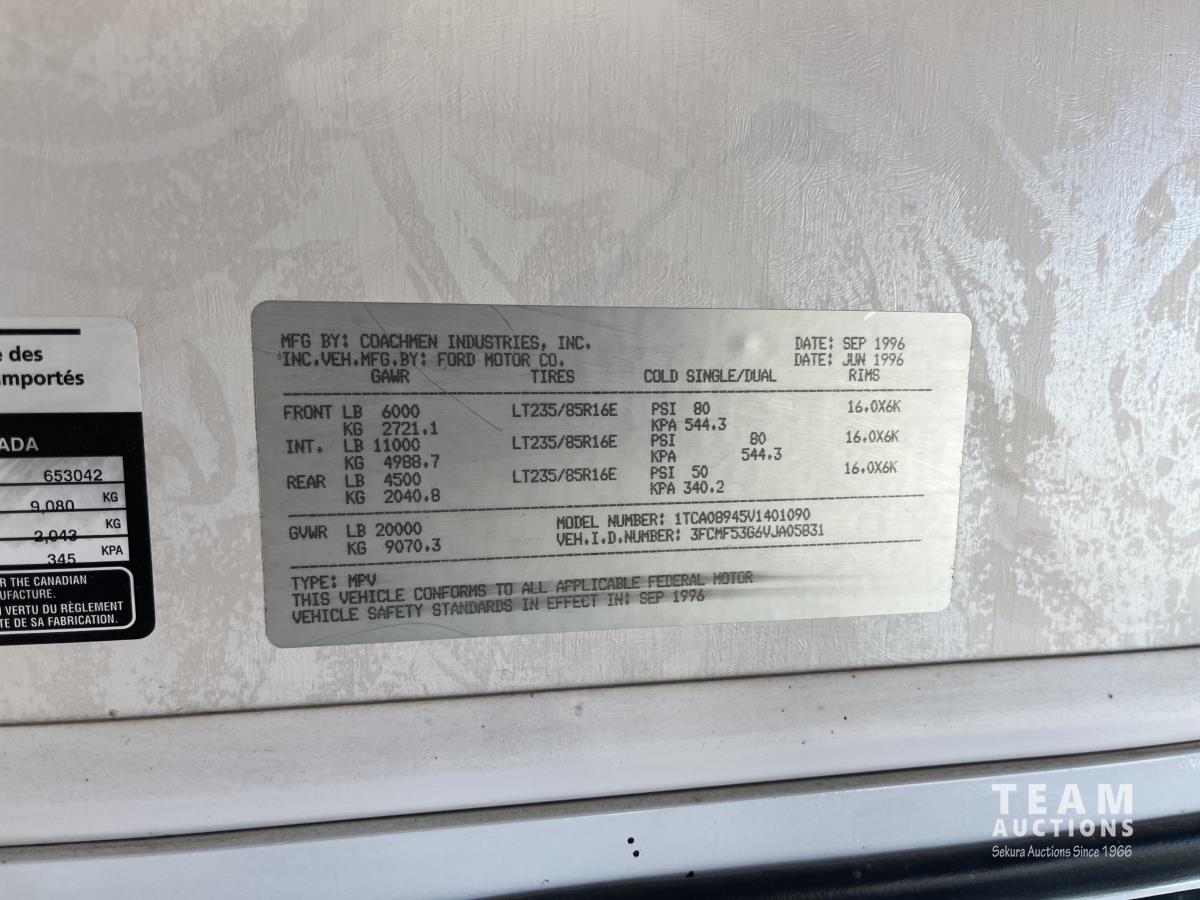 e des
importés
ADA
653042
9,080 KG
2,043 KG
345 KPA
R THE CANADIAN
UFACTURE.
N VERTU DU RÈGLEMENT
TE DE SA FABRICATION.
MFG BY: COACHMEN INDUSTRIES, INC. DATE: SEP 1996
INC.VEH.MFG.BY: FORD MOTOR CO. DATE: JUN 1996
GAWR TIRES COLD SINGLE/DUAL RIMS
FRONT LB 6000 LT235/85R16E PSI 80 16.0X6K
KG 2721.1 KPA 544.3
INT. LB 11000 LT235/85R16E PSI 80 16.0X6K
KG 4988.7 KPA 544.3
REAR LB 4500 LT235/85R16E PSI 50 16.0X6K
KG 2040.8 KPA 340.2
GVWR LB 20000 MODEL NUMBER: 1TCA08945V1401090
KG 9070.3 VEH.I.D.NUMBER: 3FCMF53G6VJA05831
TYPE: MPV
THIS VEHICLE CONFORMS TO ALL APPLICABLE FEDERAL MOTOR
VEHICLE SAFETY STANDARDS IN EFFECT IN: SEP 1996
TEAM
AUCTIONS
Sekura Auctions Since 1966